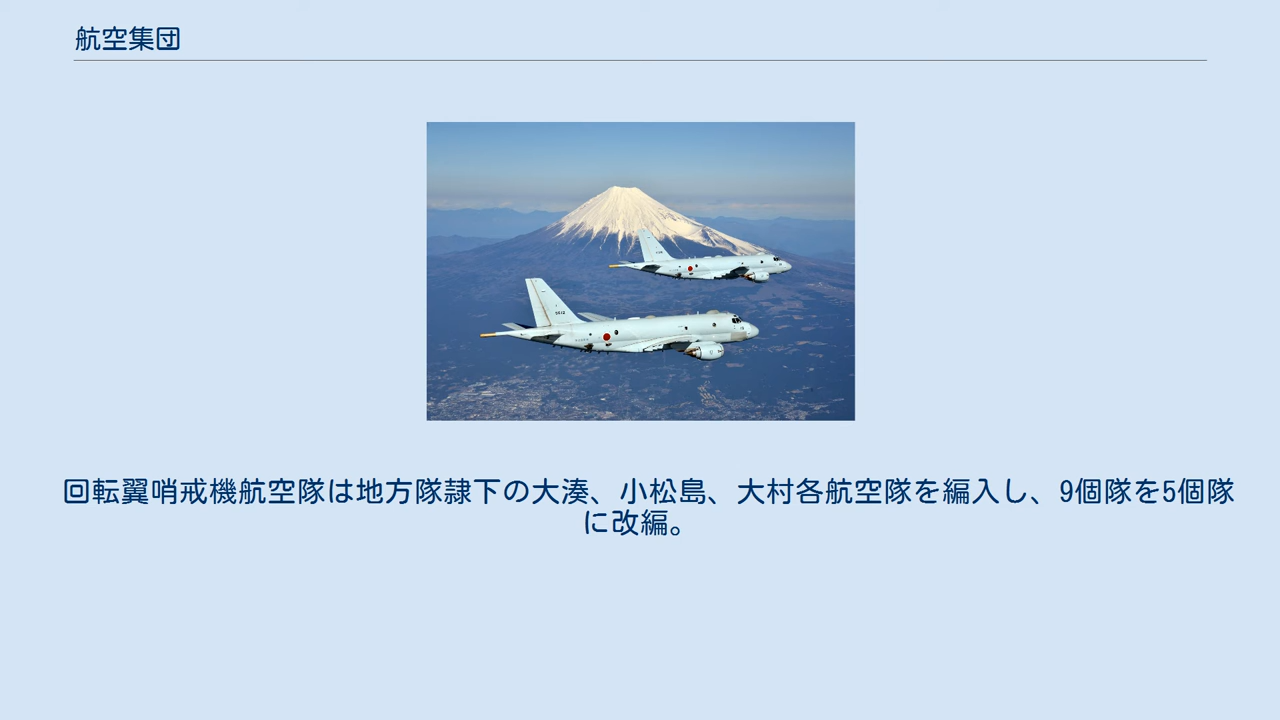 航空集団
回転翼哨戒機航空隊は地方隊隷下の大湊、小松島、大村各航空隊を編入し、9個隊を5個隊
に改編。